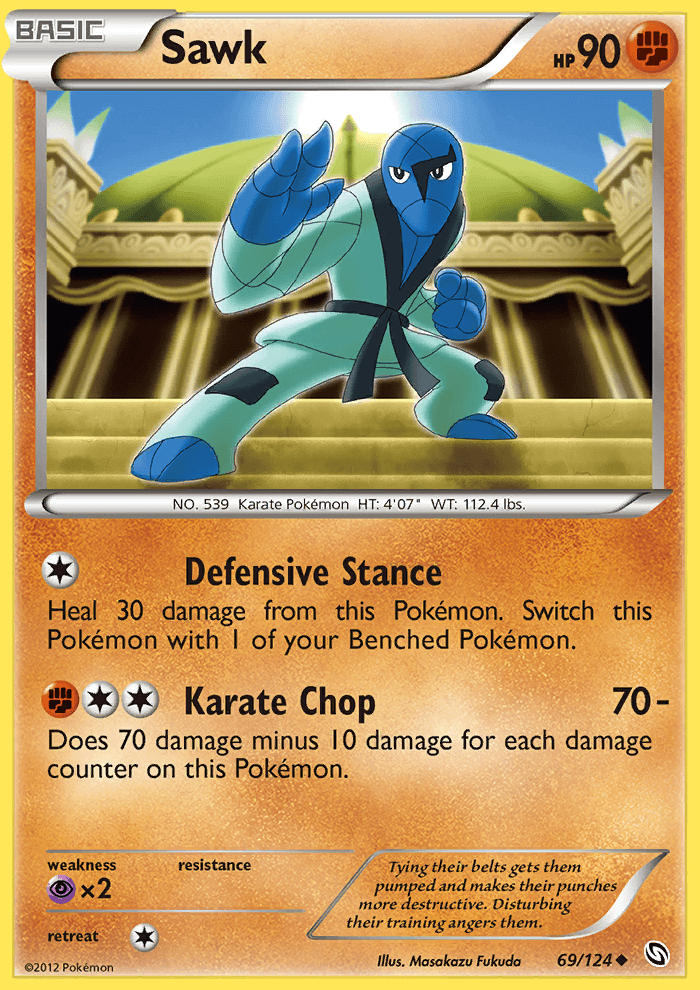 BASIC
Sawk
HP 90
NO. 539 Karate Pokémon HT: 4'07" WT: 112.4 lbs.
Defensive Stance
Heal 30 damage from this Pokémon. Switch this
Pokémon with 1 of your Benched Pokémon.
Karate Chop 70-
Does 70 damage minus 10 damage for each damage
counter on this Pokémon.
weakness resistance
×2
retreat
Tying their belts gets them
pumped and makes their punches
more destructive. Disturbing
their training angers them.
©2012 Pokémon
Illus. Masakazu Fukuda 69/124